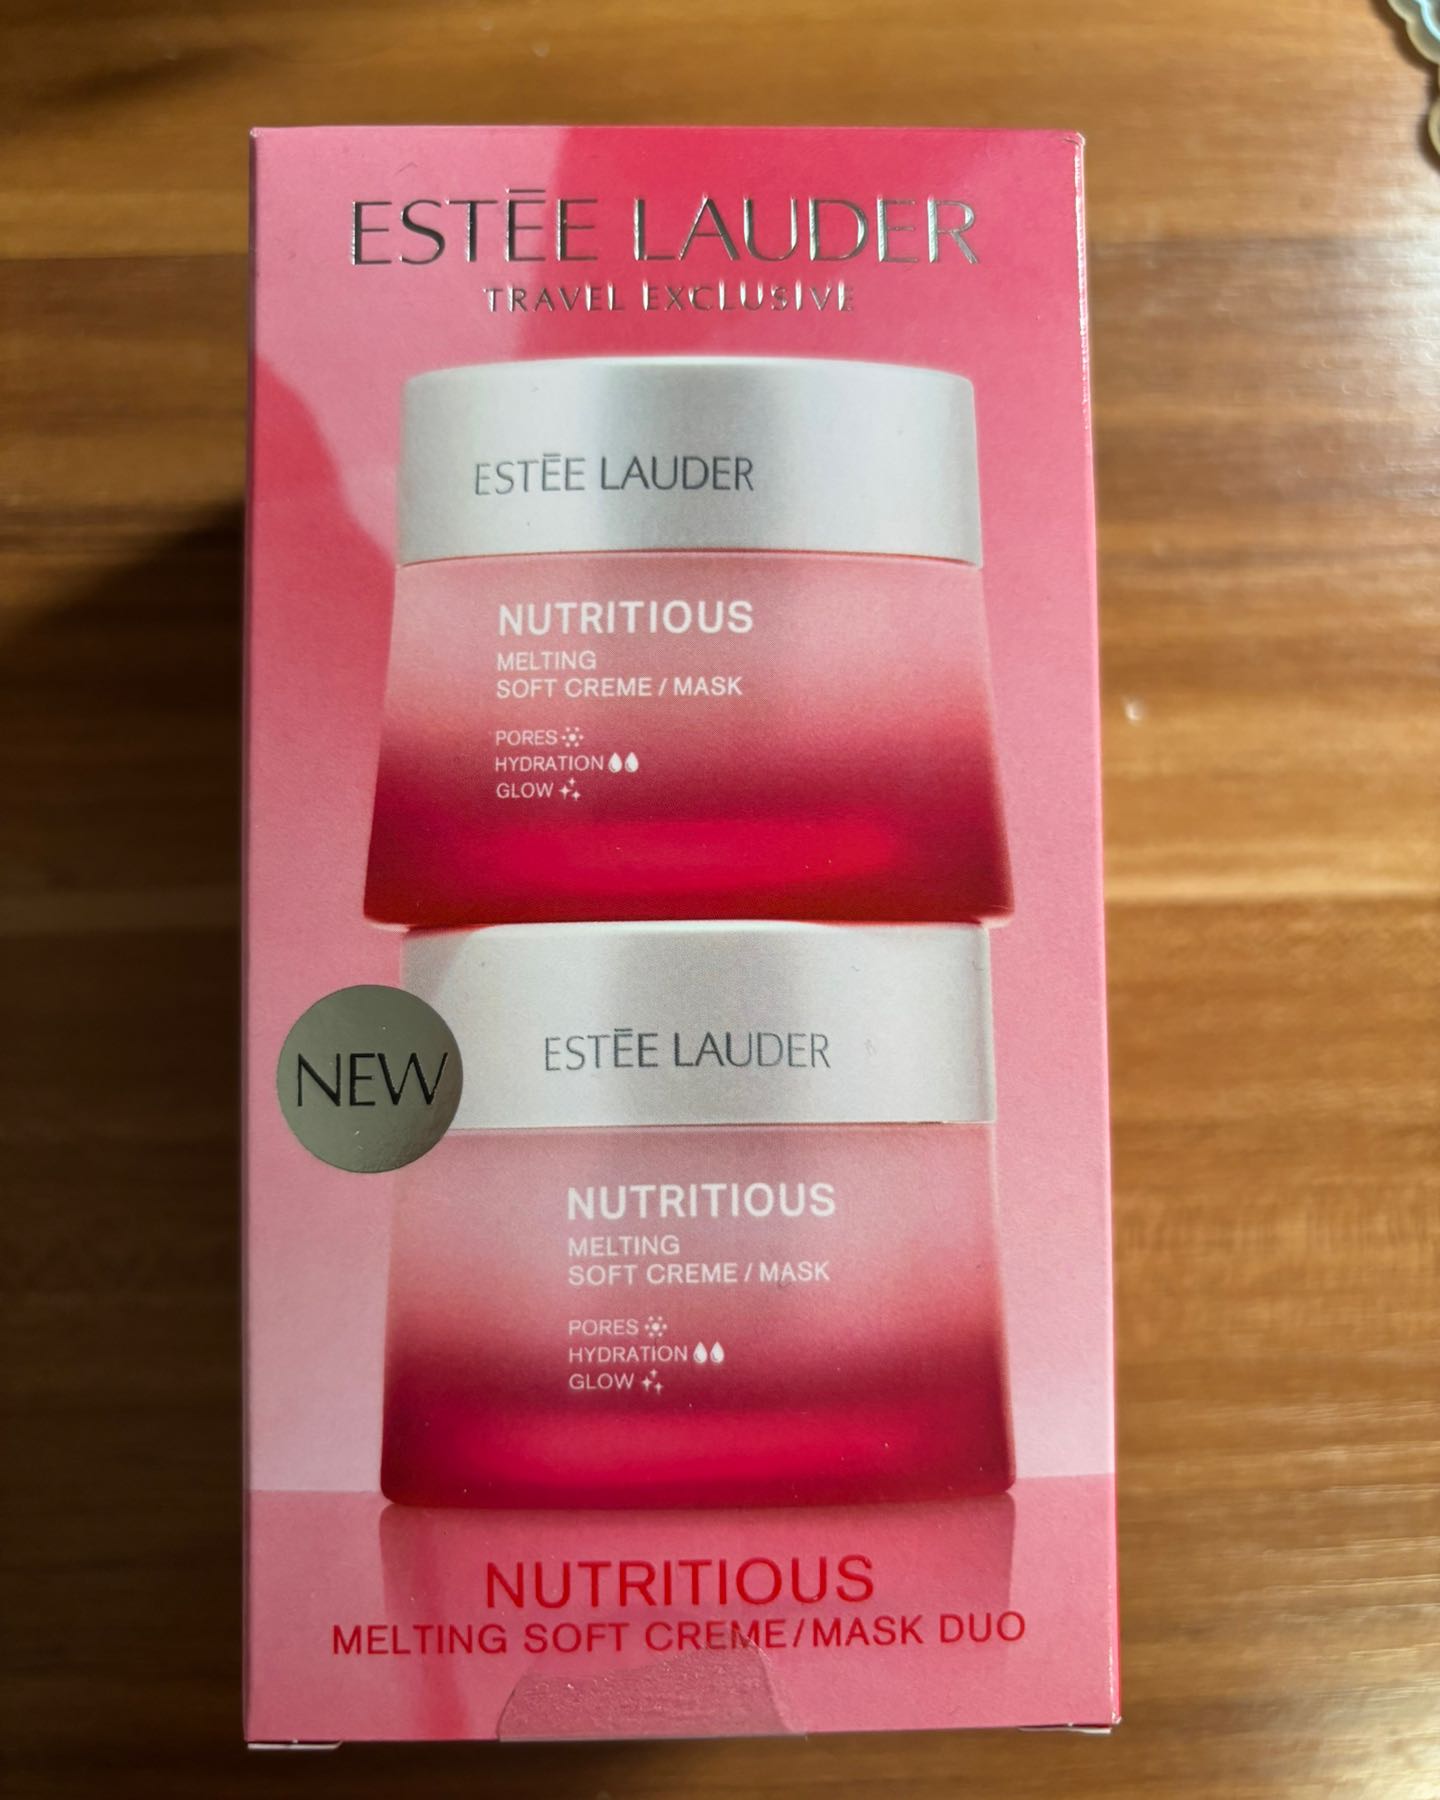 ESTĒE LAUDER
TRAVEL EXCLUSIVE
ESTĒE LAUDER
NUTRITIOUS
MELTING
SOFT CREME / MASK
PORES
HYDRATION
GLOW
ESTĒE LAUDER
NEW
NUTRITIOUS
MELTING
SOFT CREME / MASK
PORES
HYDRATION
GLOW
NUTRITIOUS
MELTING SOFT CREME/MASK DUO